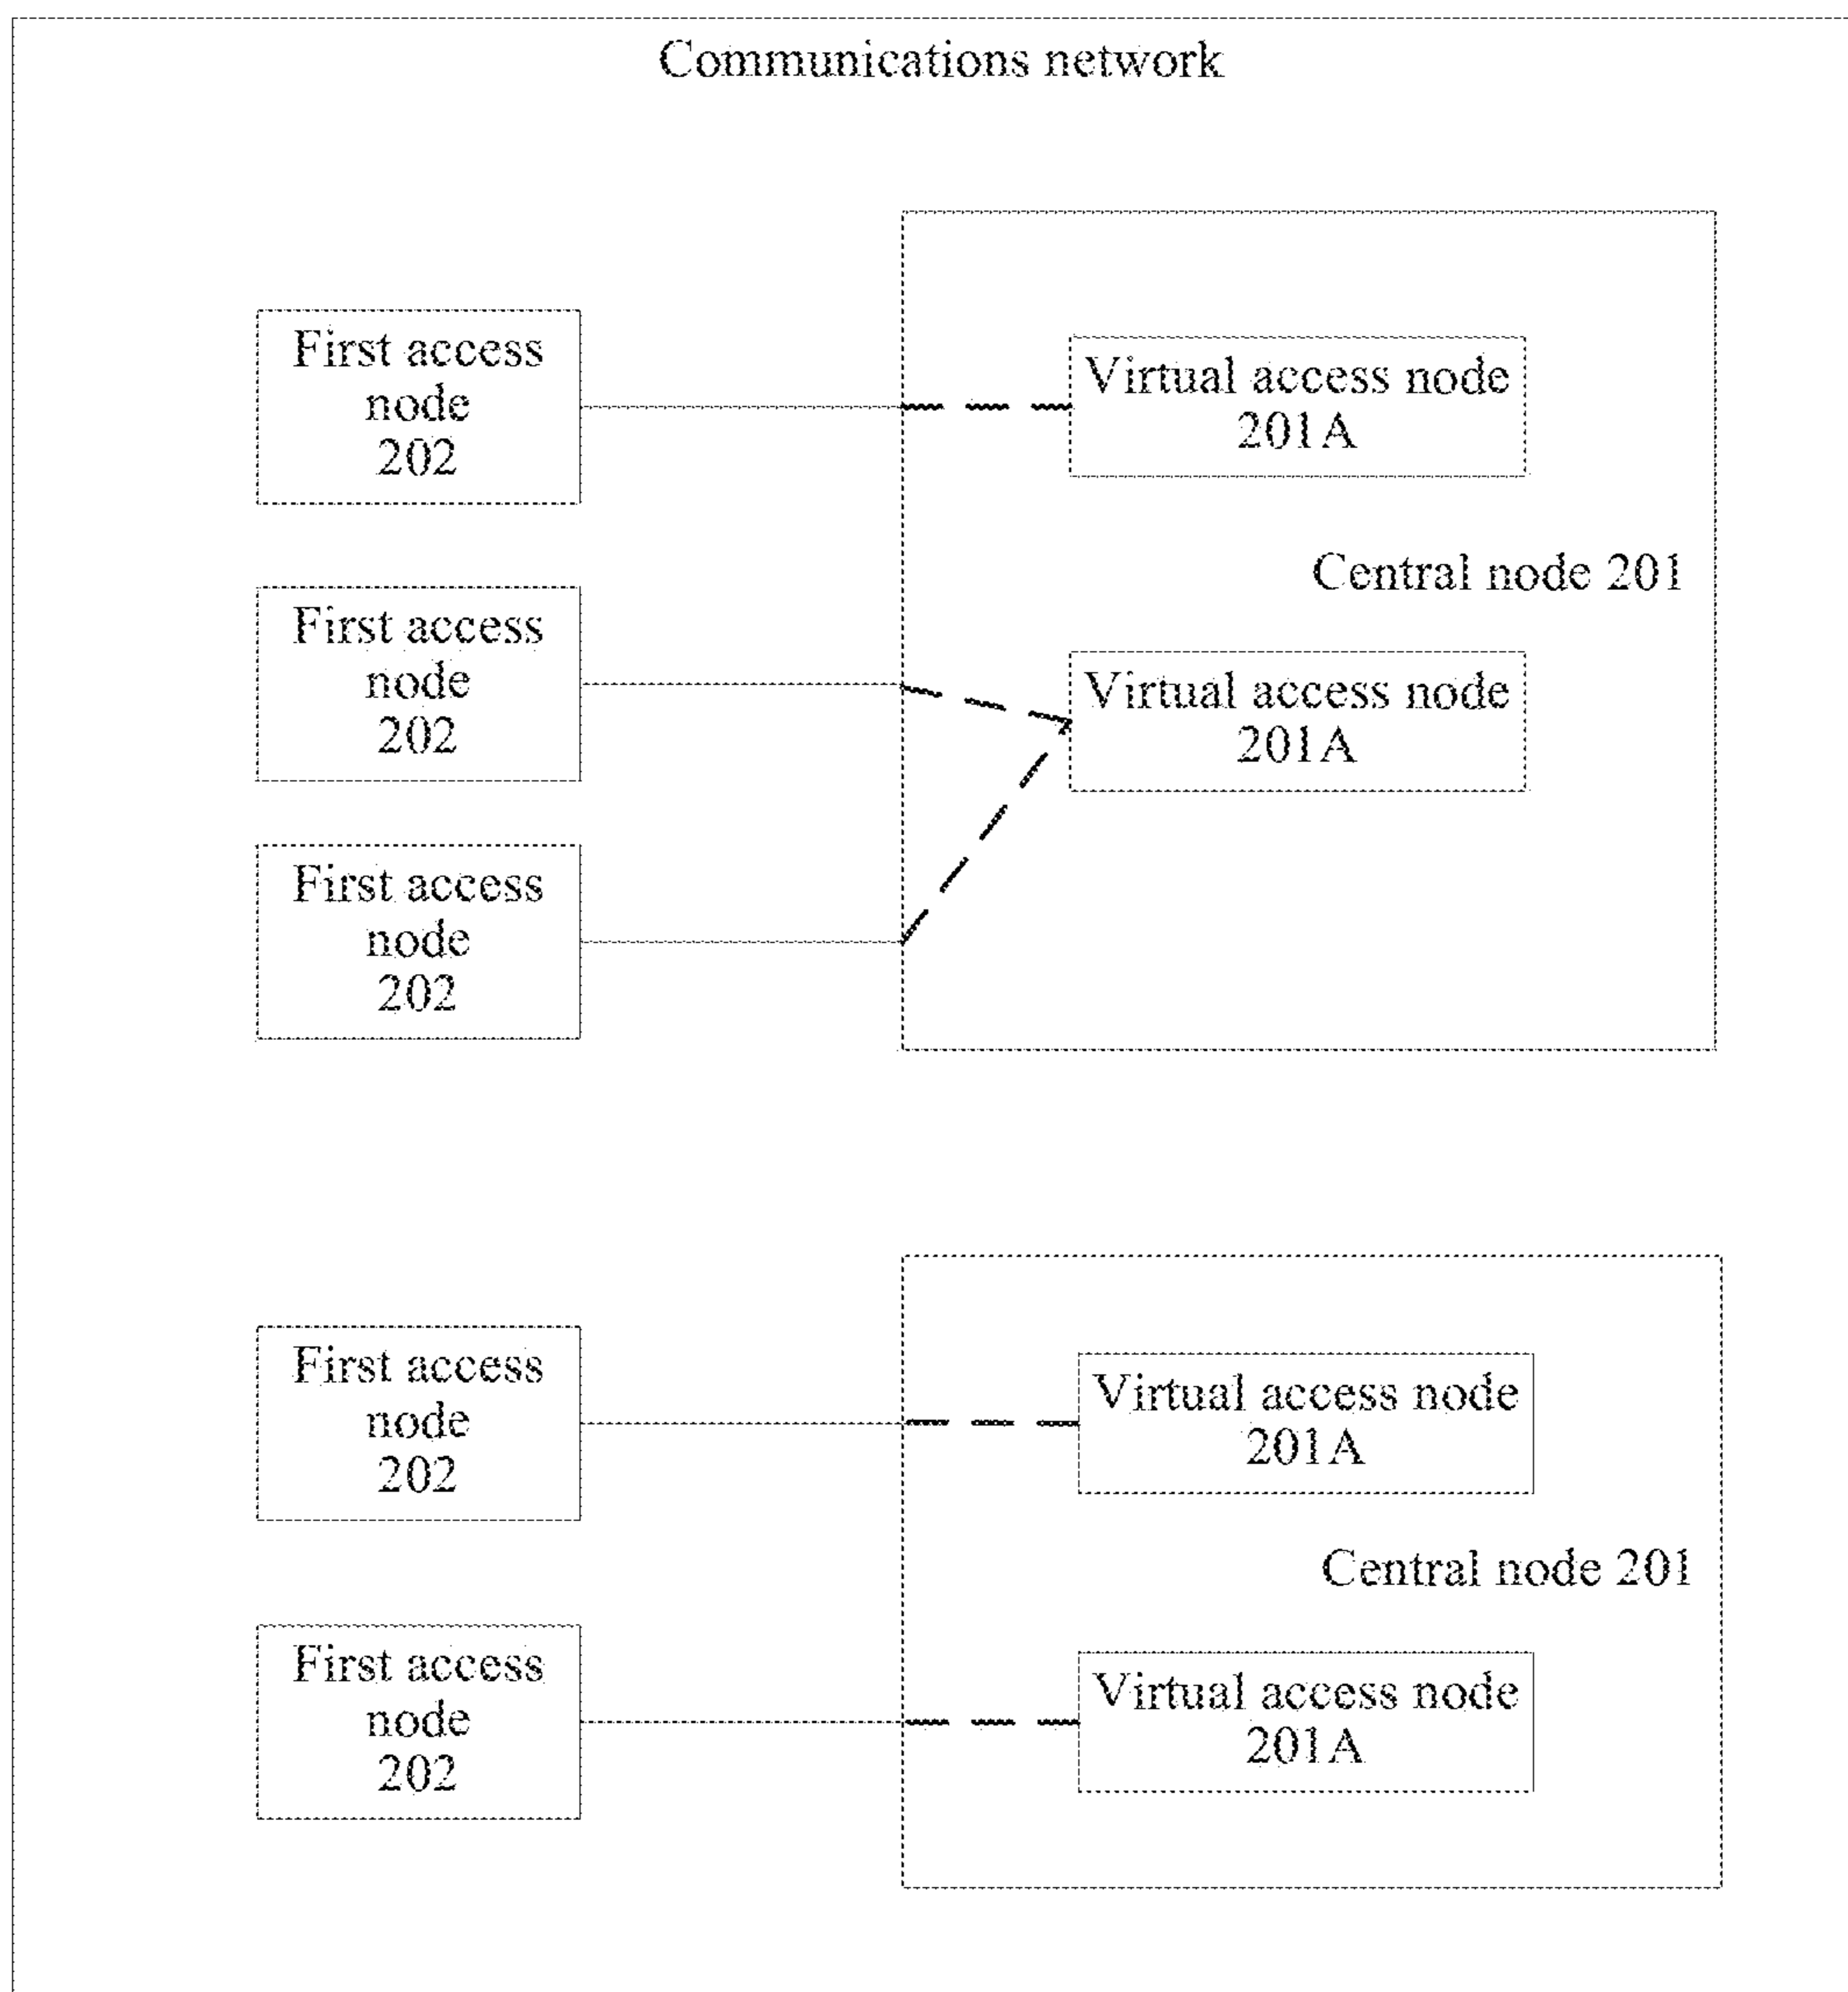 Communications network
First access
node
202
Virtual access node
201A
Central node 201
First access
node
202
Virtual access node
201A
First access
node
202
First access
node
202
Virtual access node
201A
Central node 201
First access
node
202
Virtual access node
201A